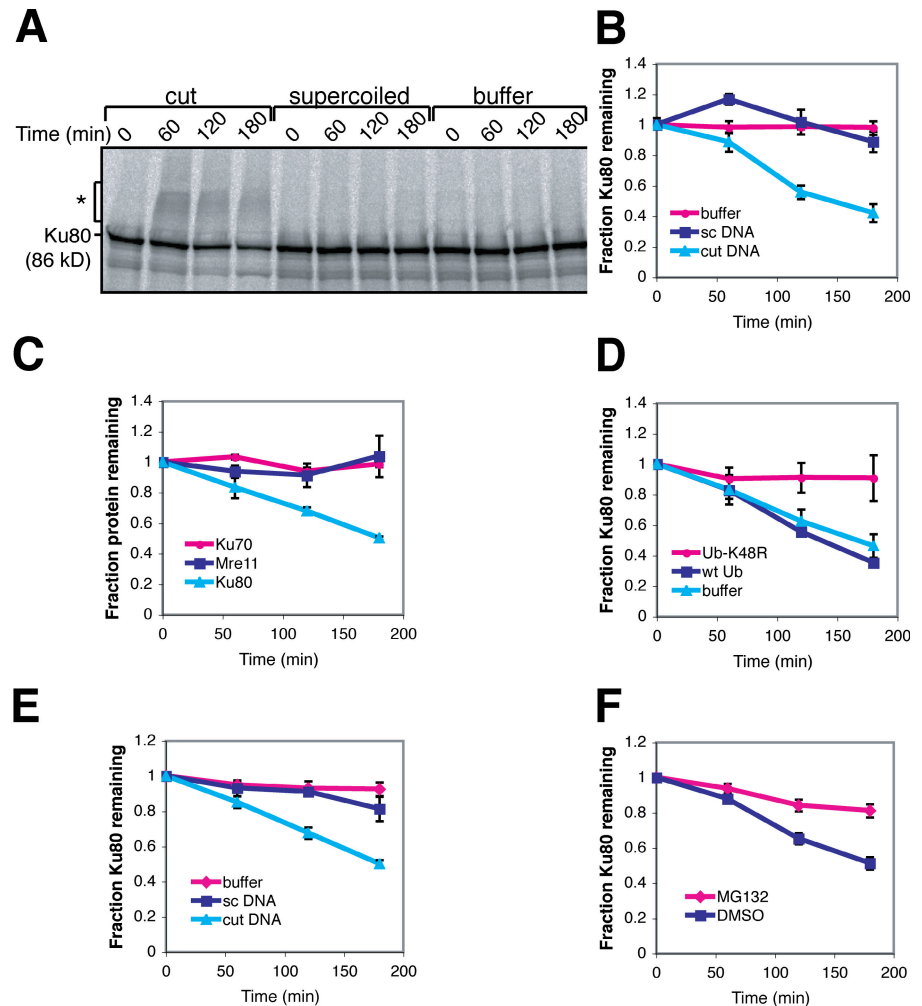 A
cut supercoiled buffer
Time (min) 0 60 120 180 0 60 120 180 0 60 120 180
*
Ku80
(86 kD)
B
Fraction Ku80 remaining
1.4
1.2
1
0.8
0.6
0.4
0.2
0
buffer
sc DNA
cut DNA
0 50 100 150 200
Time (min)
C
Fraction protein remaining
1.4
1.2
1
0.8
0.6
0.4
0.2
0
Ku70
Mre11
Ku80
0 50 100 150 200
Time (min)
D
Fraction Ku80 remaining
1.4
1.2
1
0.8
0.6
0.4
0.2
0
Ub-K48R
wt Ub
buffer
0 50 100 150 200
Time (min)
E
Fraction Ku80 remaining
1.2
1
0.8
0.6
0.4
0.2
0
buffer
sc DNA
cut DNA
0 50 100 150 200
Time (min)
F
Fraction Ku80 remaining
1.2
1
0.8
0.6
0.4
0.2
0
MG132
DMSO
0 50 100 150 200
Time (min)